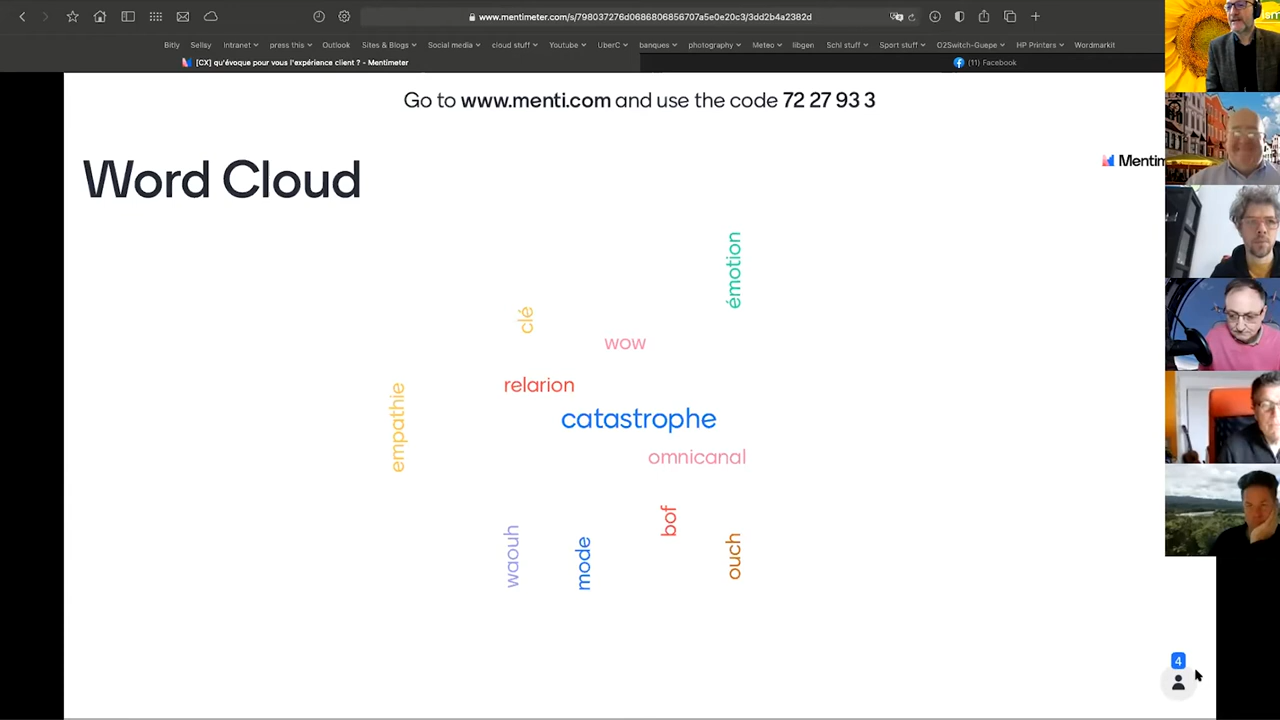 www.mentimeter.com/s/798037276d0686806856707a5e0e20c3/3dd2b4a2382d
Bitly Sellsy Intranet press this Outlook Sites & Blogs Social media cloud stuff Youtube UberC banques photography Meteo libgen Schl stuff Sport stuff O2Switch-Guepe HP Printers Wordmarkit
[CX] qu'évoque pour vous l'expérience client ? - Mentimeter
(11) Facebook
Go to www.menti.com and use the code 72 27 93 3
Word Cloud
Mentim
émotion
clé
wow
relarion
empathie
catastrophe
omnicanal
bof
waouh
mode
ouch
4